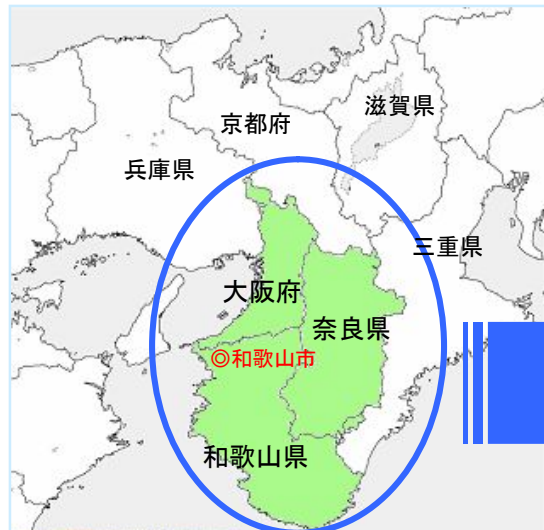 滋賀県
京都府
兵庫県
三重県
大阪府
奈良県
◎和歌山市
和歌山県